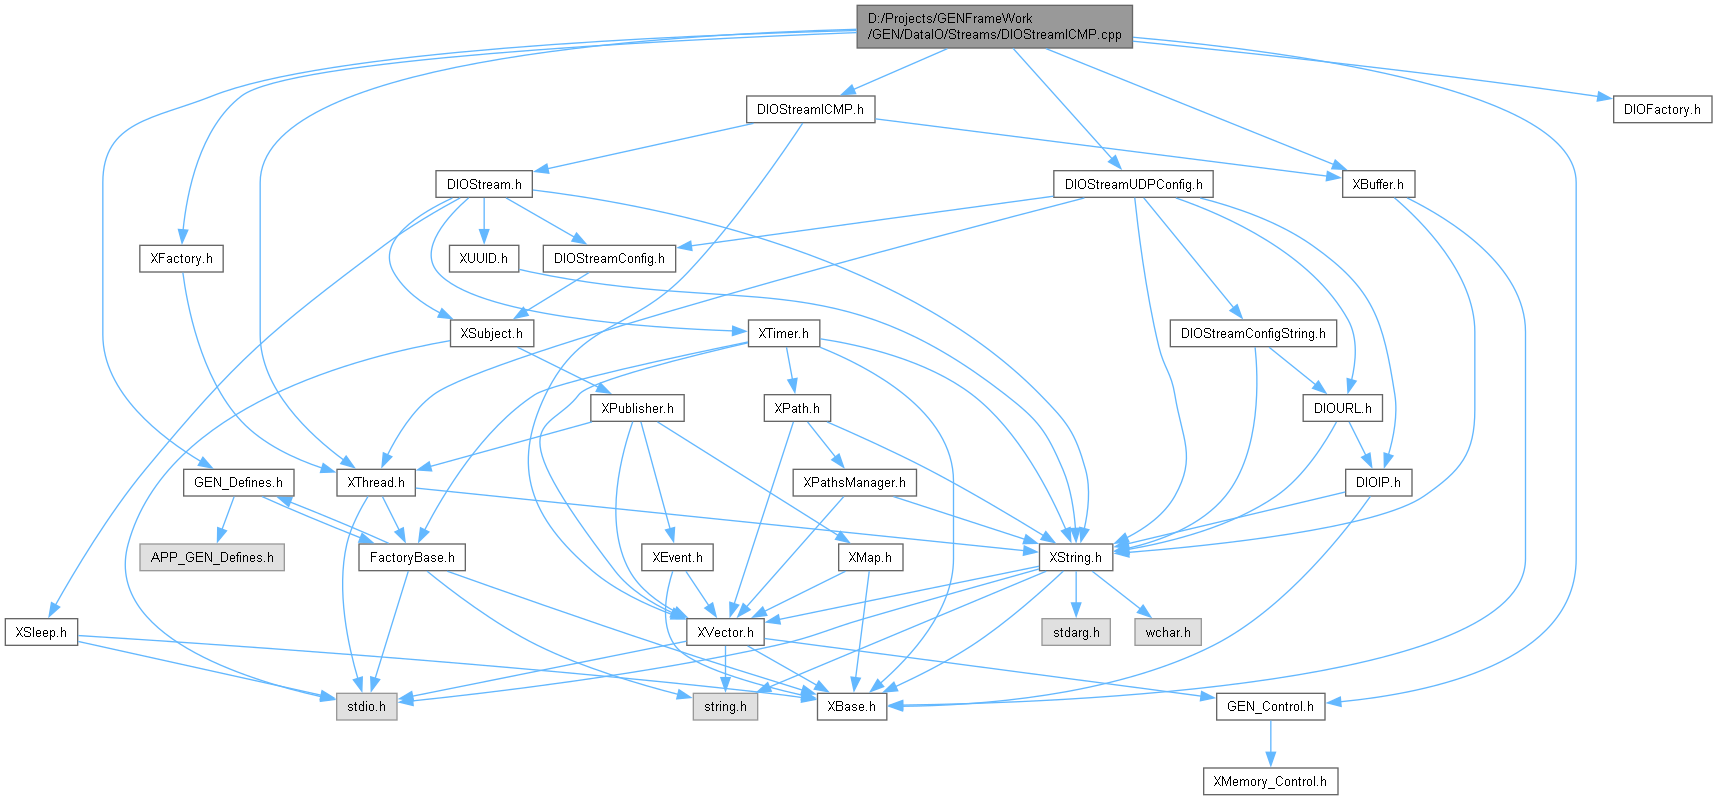 D:/Projects/GENFrameWork
/GEN/DataIO/Streams/DIOStreamICMP.cpp
DIOStreamICMP.h
DIOFactory.h
DIOStream.h
DIOStreamUDPConfig.h
XBuffer.h
XFactory.h
XUUID.h
DIOStreamConfig.h
XSubject.h
XTimer.h
DIOStreamConfigString.h
XPublisher.h
XPath.h
DIOURL.h
GEN_Defines.h
XThread.h
XPathsManager.h
DIOIP.h
APP_GEN_Defines.h
FactoryBase.h
XEvent.h
XMap.h
XString.h
XSleep.h
XVector.h
stdarg.h
wchar.h
stdio.h
string.h
XBase.h
GEN_Control.h
XMemory_Control.h